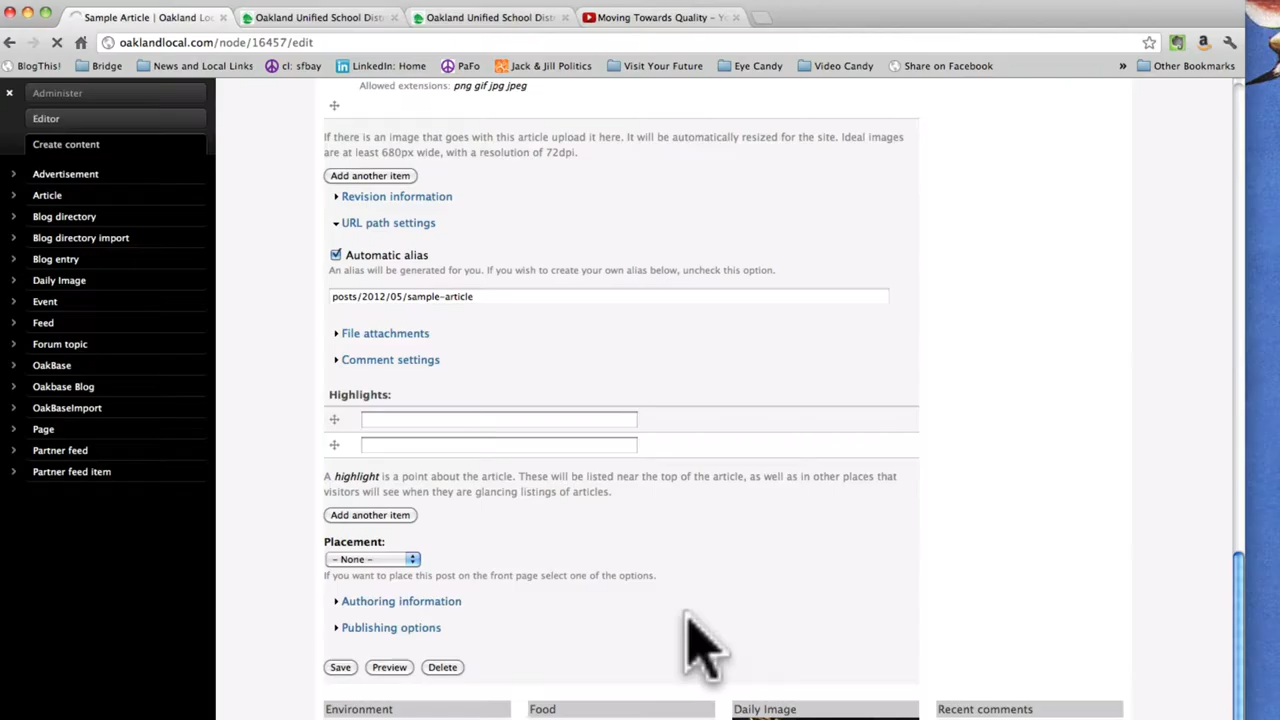 Sample Article | Oakland Lo
Oakland Unified School Distr
Oakland Unified School Distr
Moving Towards Quality - Yo
oaklandlocal.com/node/16457/edit
BlogThis!
Bridge
News and Local Links
cl: sfbay
LinkedIn: Home
PaFo
Jack & Jill Politics
Visit Your Future
Eye Candy
Video Candy
Share on Facebook
»
Other Bookmarks
Administer
Editor
Create content
Advertisement
Article
Blog directory
Blog directory import
Blog entry
Daily Image
Event
Feed
Forum topic
OakBase
Oakbase Blog
OakBaseImport
Page
Partner feed
Partner feed item
Allowed extensions: png gif jpg jpeg
If there is an image that goes with this article upload it here. It will be automatically resized for the site. Ideal images
are at least 680px wide, with a resolution of 72dpi.
Add another item
Revision information
URL path settings
Automatic alias
An alias will be generated for you. If you wish to create your own alias below, uncheck this option.
posts/2012/05/sample-article
File attachments
Comment settings
Highlights:
A highlight is a point about the article. These will be listed near the top of the article, as well as in other places that
visitors will see when they are glancing listings of articles.
Add another item
Placement:
- None -
If you want to place this post on the front page select one of the options.
Authoring information
Publishing options
Save
Preview
Delete
Environment
Food
Daily Image
Recent comments